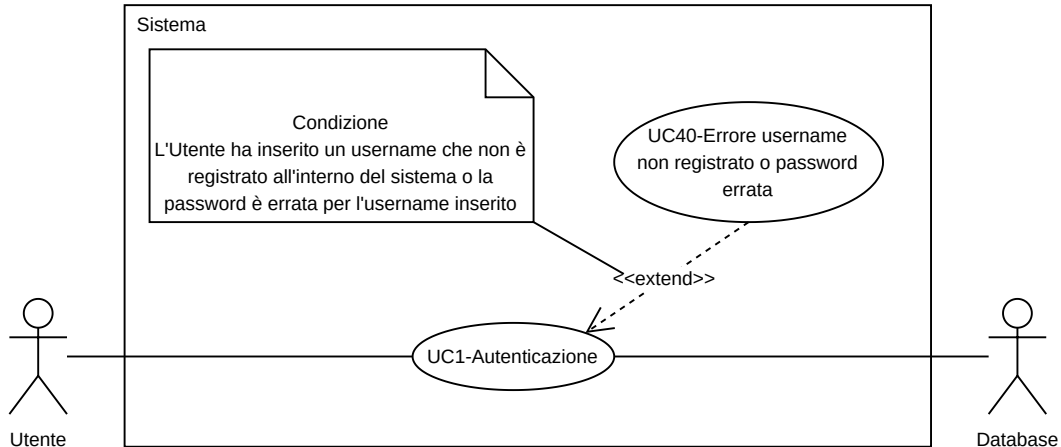 Sistema
Condizione
L'Utente ha inserito un username che non è
registrato all'interno del sistema o la
password è errata per l'username inserito
UC40-Errore username
non registrato o password
errata
<<extend>>
UC1-Autenticazione
Utente
Database